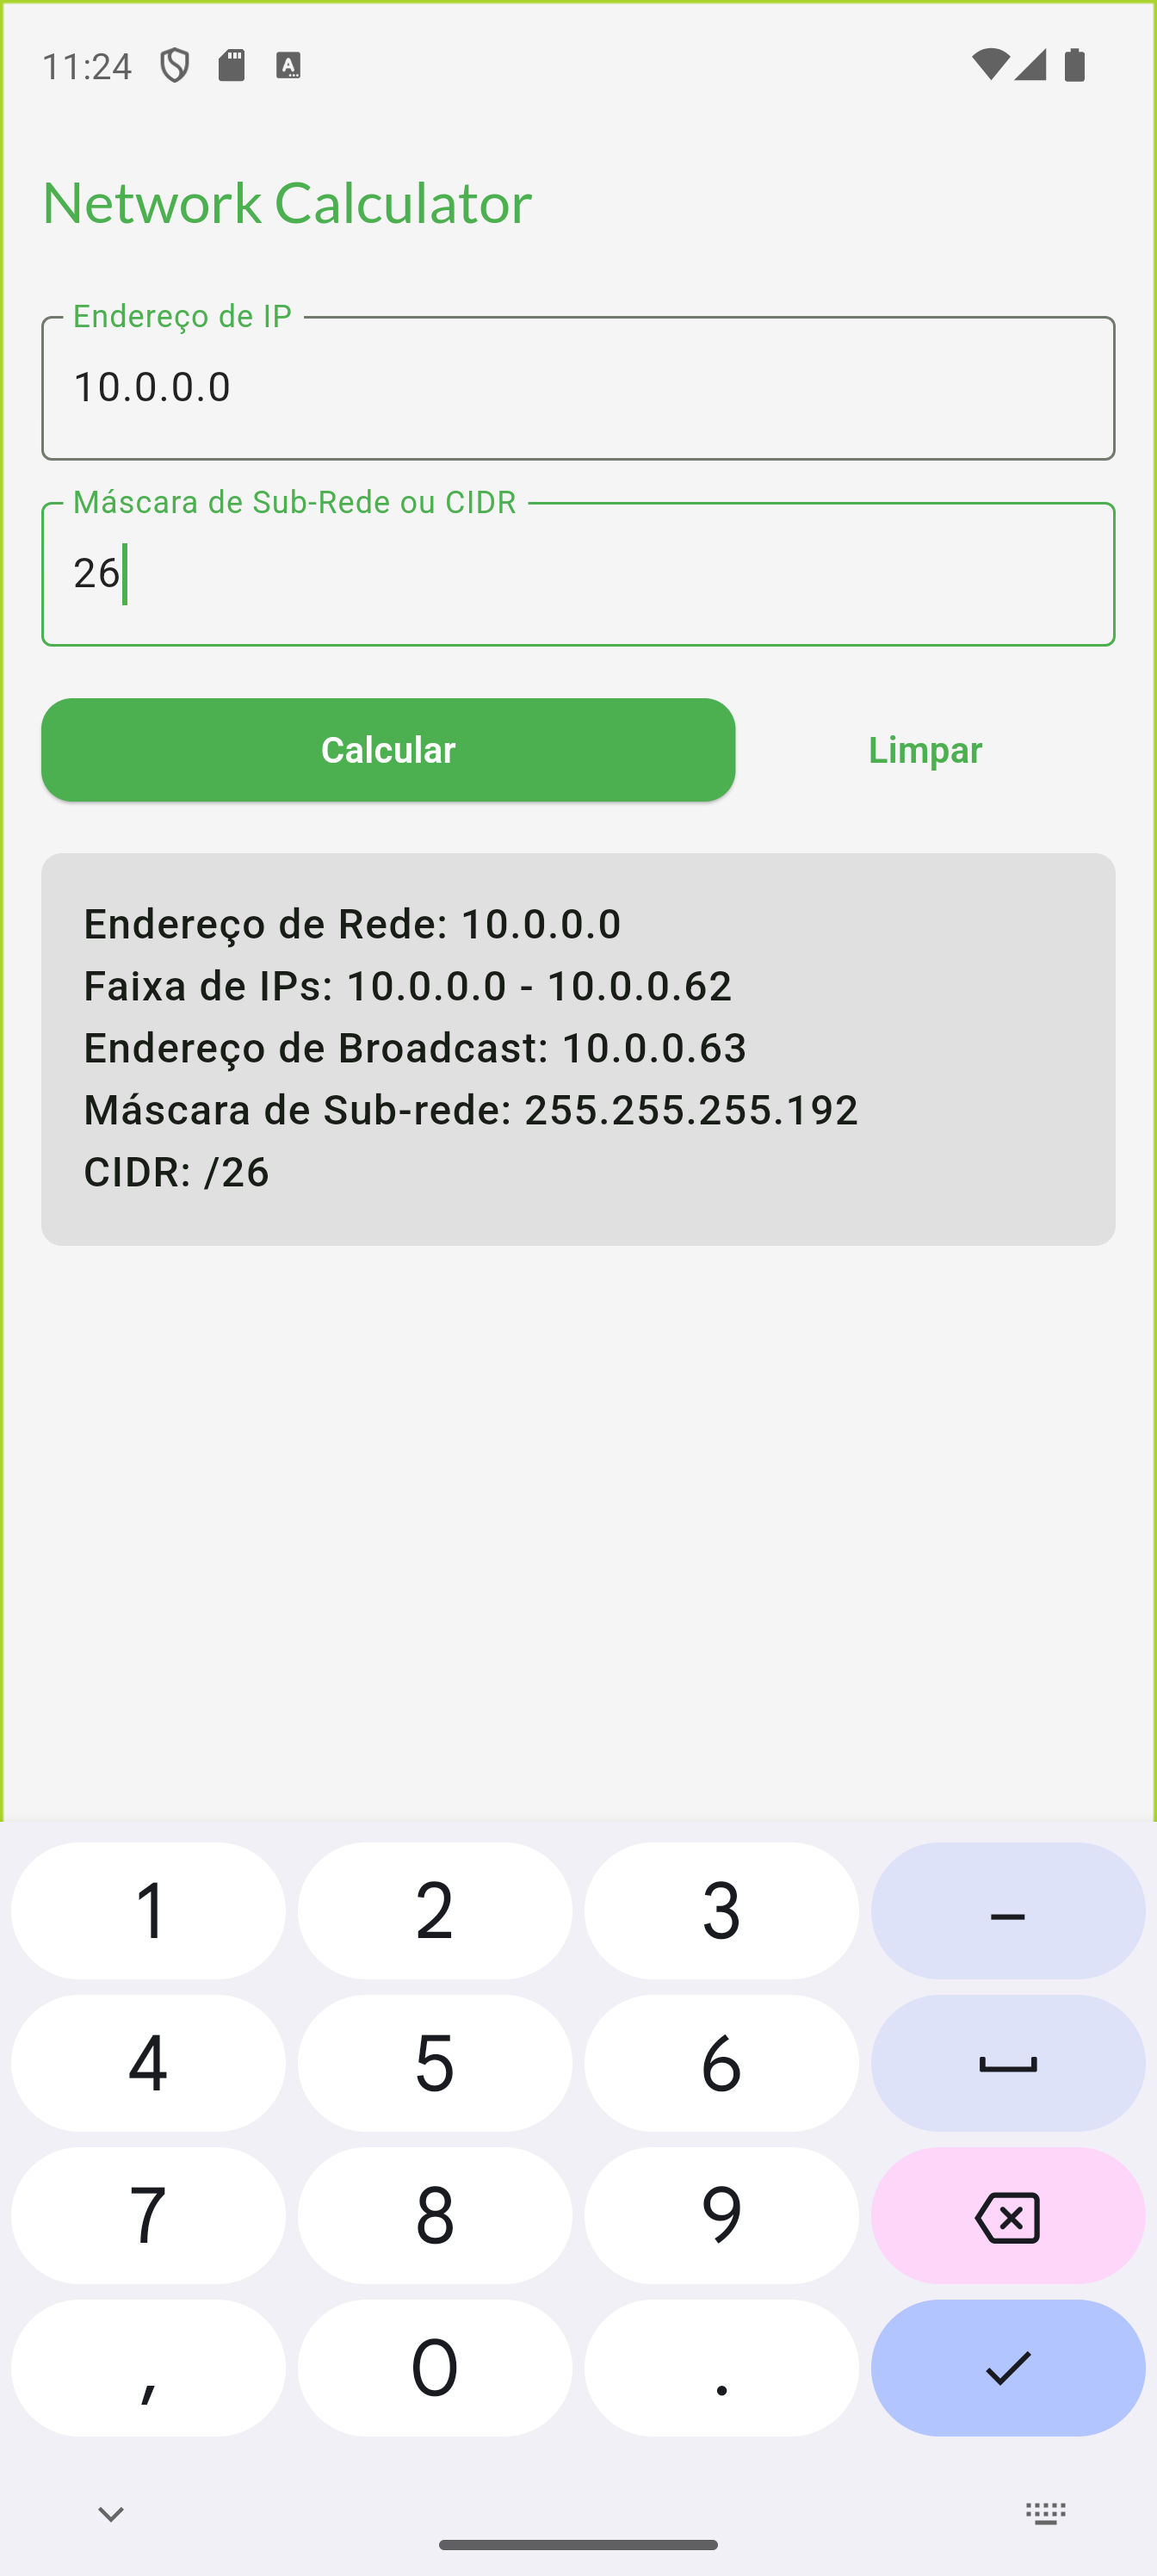 11:24
Network Calculator
Endereço de IP
10.0.0.0
Máscara de Sub-Rede ou CIDR
26
Calcular Limpar
Endereço de Rede: 10.0.0.0
Faixa de IPs: 10.0.0.0 - 10.0.0.62
Endereço de Broadcast: 10.0.0.63
Máscara de Sub-rede: 255.255.255.192
CIDR: /26
1 2 3 –
4 5 6
7 8 9
, 0 .